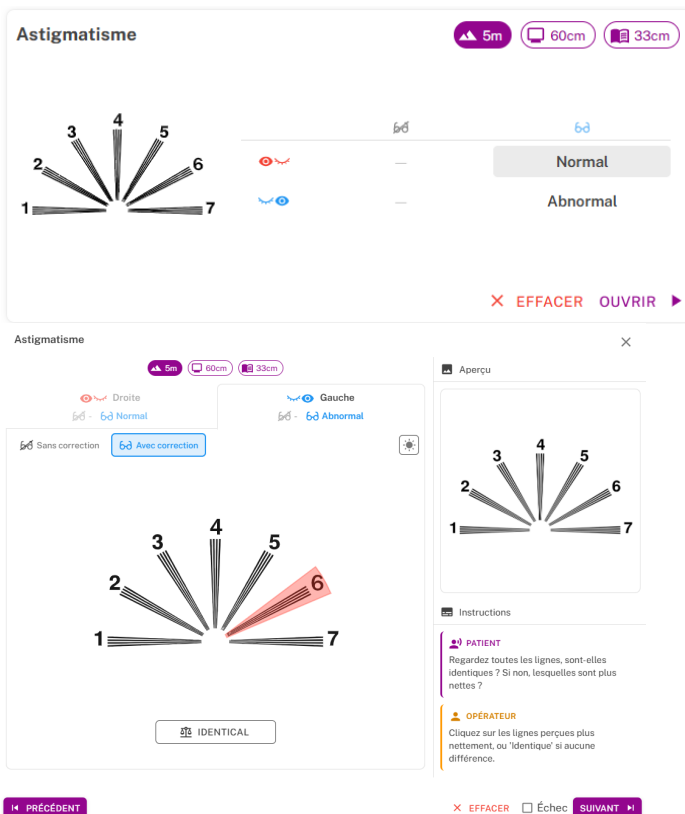 Astigmatisme
5m 60cm 33cm
1 2 3 4 5 6 7
— Normal
— Abnormal
EFFACER OUVRIR
Astigmatisme
5m 60cm 33cm
Droite
- Normal
Gauche
- Abnormal
Sans correction Avec correction
1 2 3 4 5 6 7
IDENTICAL
Aperçu
1 2 3 4 5 6 7
Instructions
PATIENT
Regardez toutes les lignes, sont-elles
identiques ? Si non, lesquelles sont plus
nettes ?
OPÉRATEUR
Cliquez sur les lignes perçues plus
nettement, ou 'Identique' si aucune
différence.
PRÉCÉDENT
EFFACER Échec SUIVANT